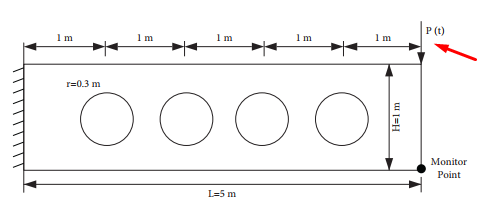 1 m 1 m 1 m 1 m 1 m
P (t)
r=0.3 m
H=1 m
Monitor
Point
L=5 m